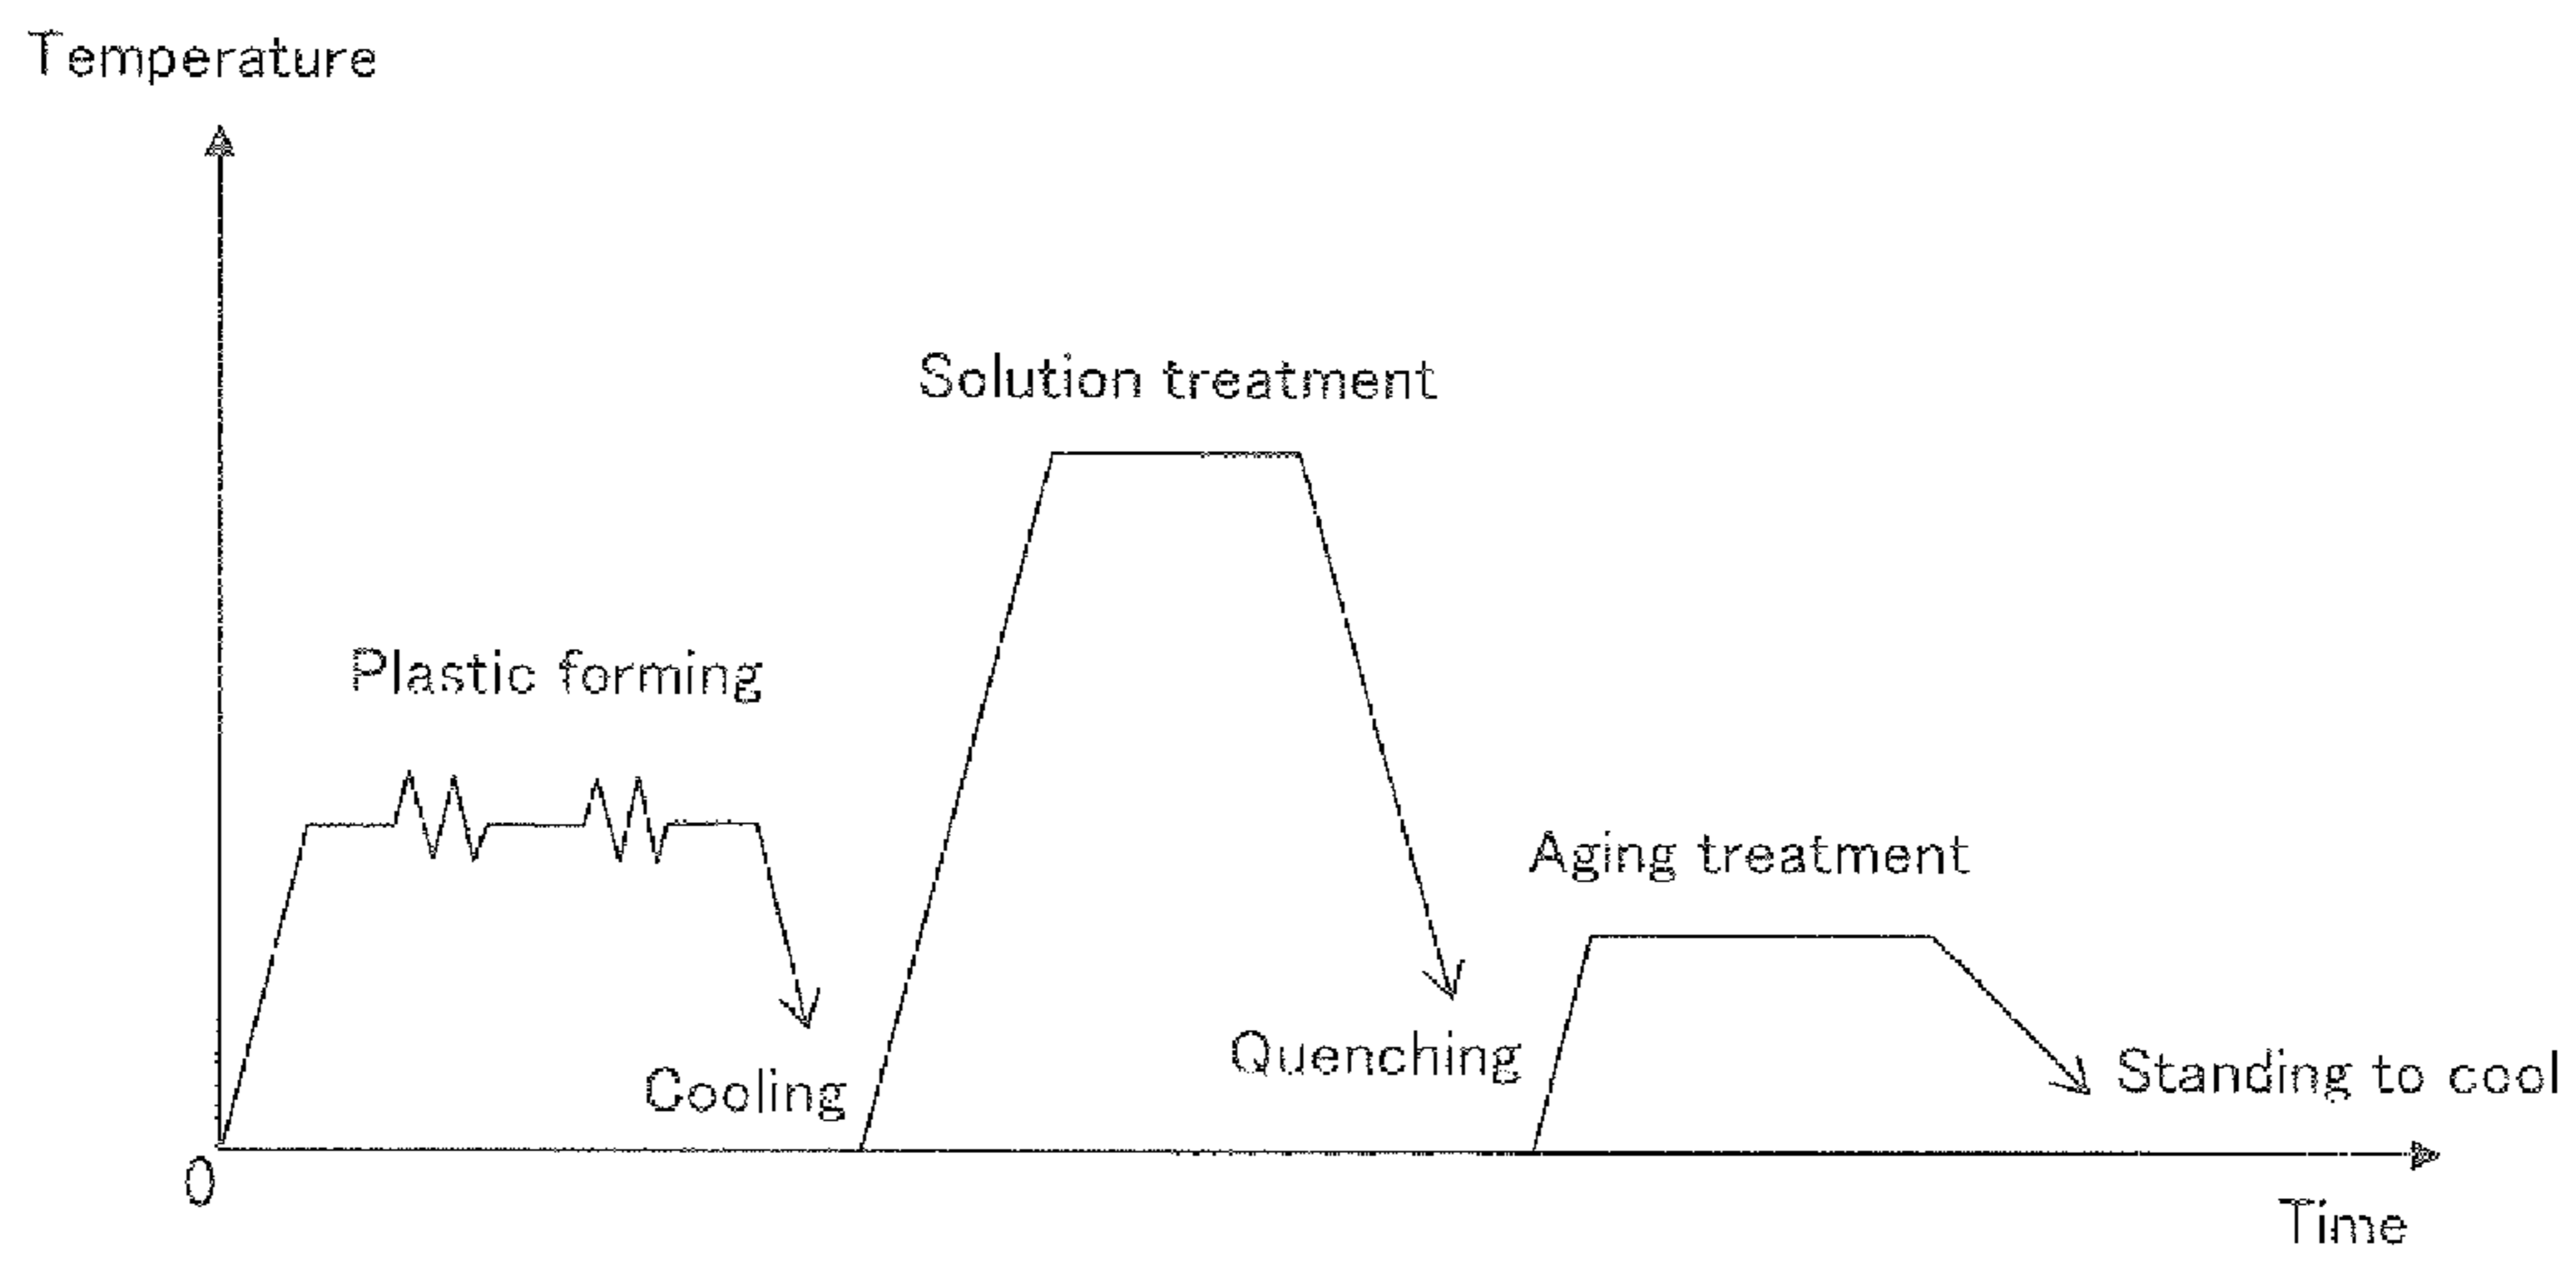 Temperature
Solution treatment
Plastic forming
Aging treatment
Cooling
Quenching
Standing to cool
0
Time